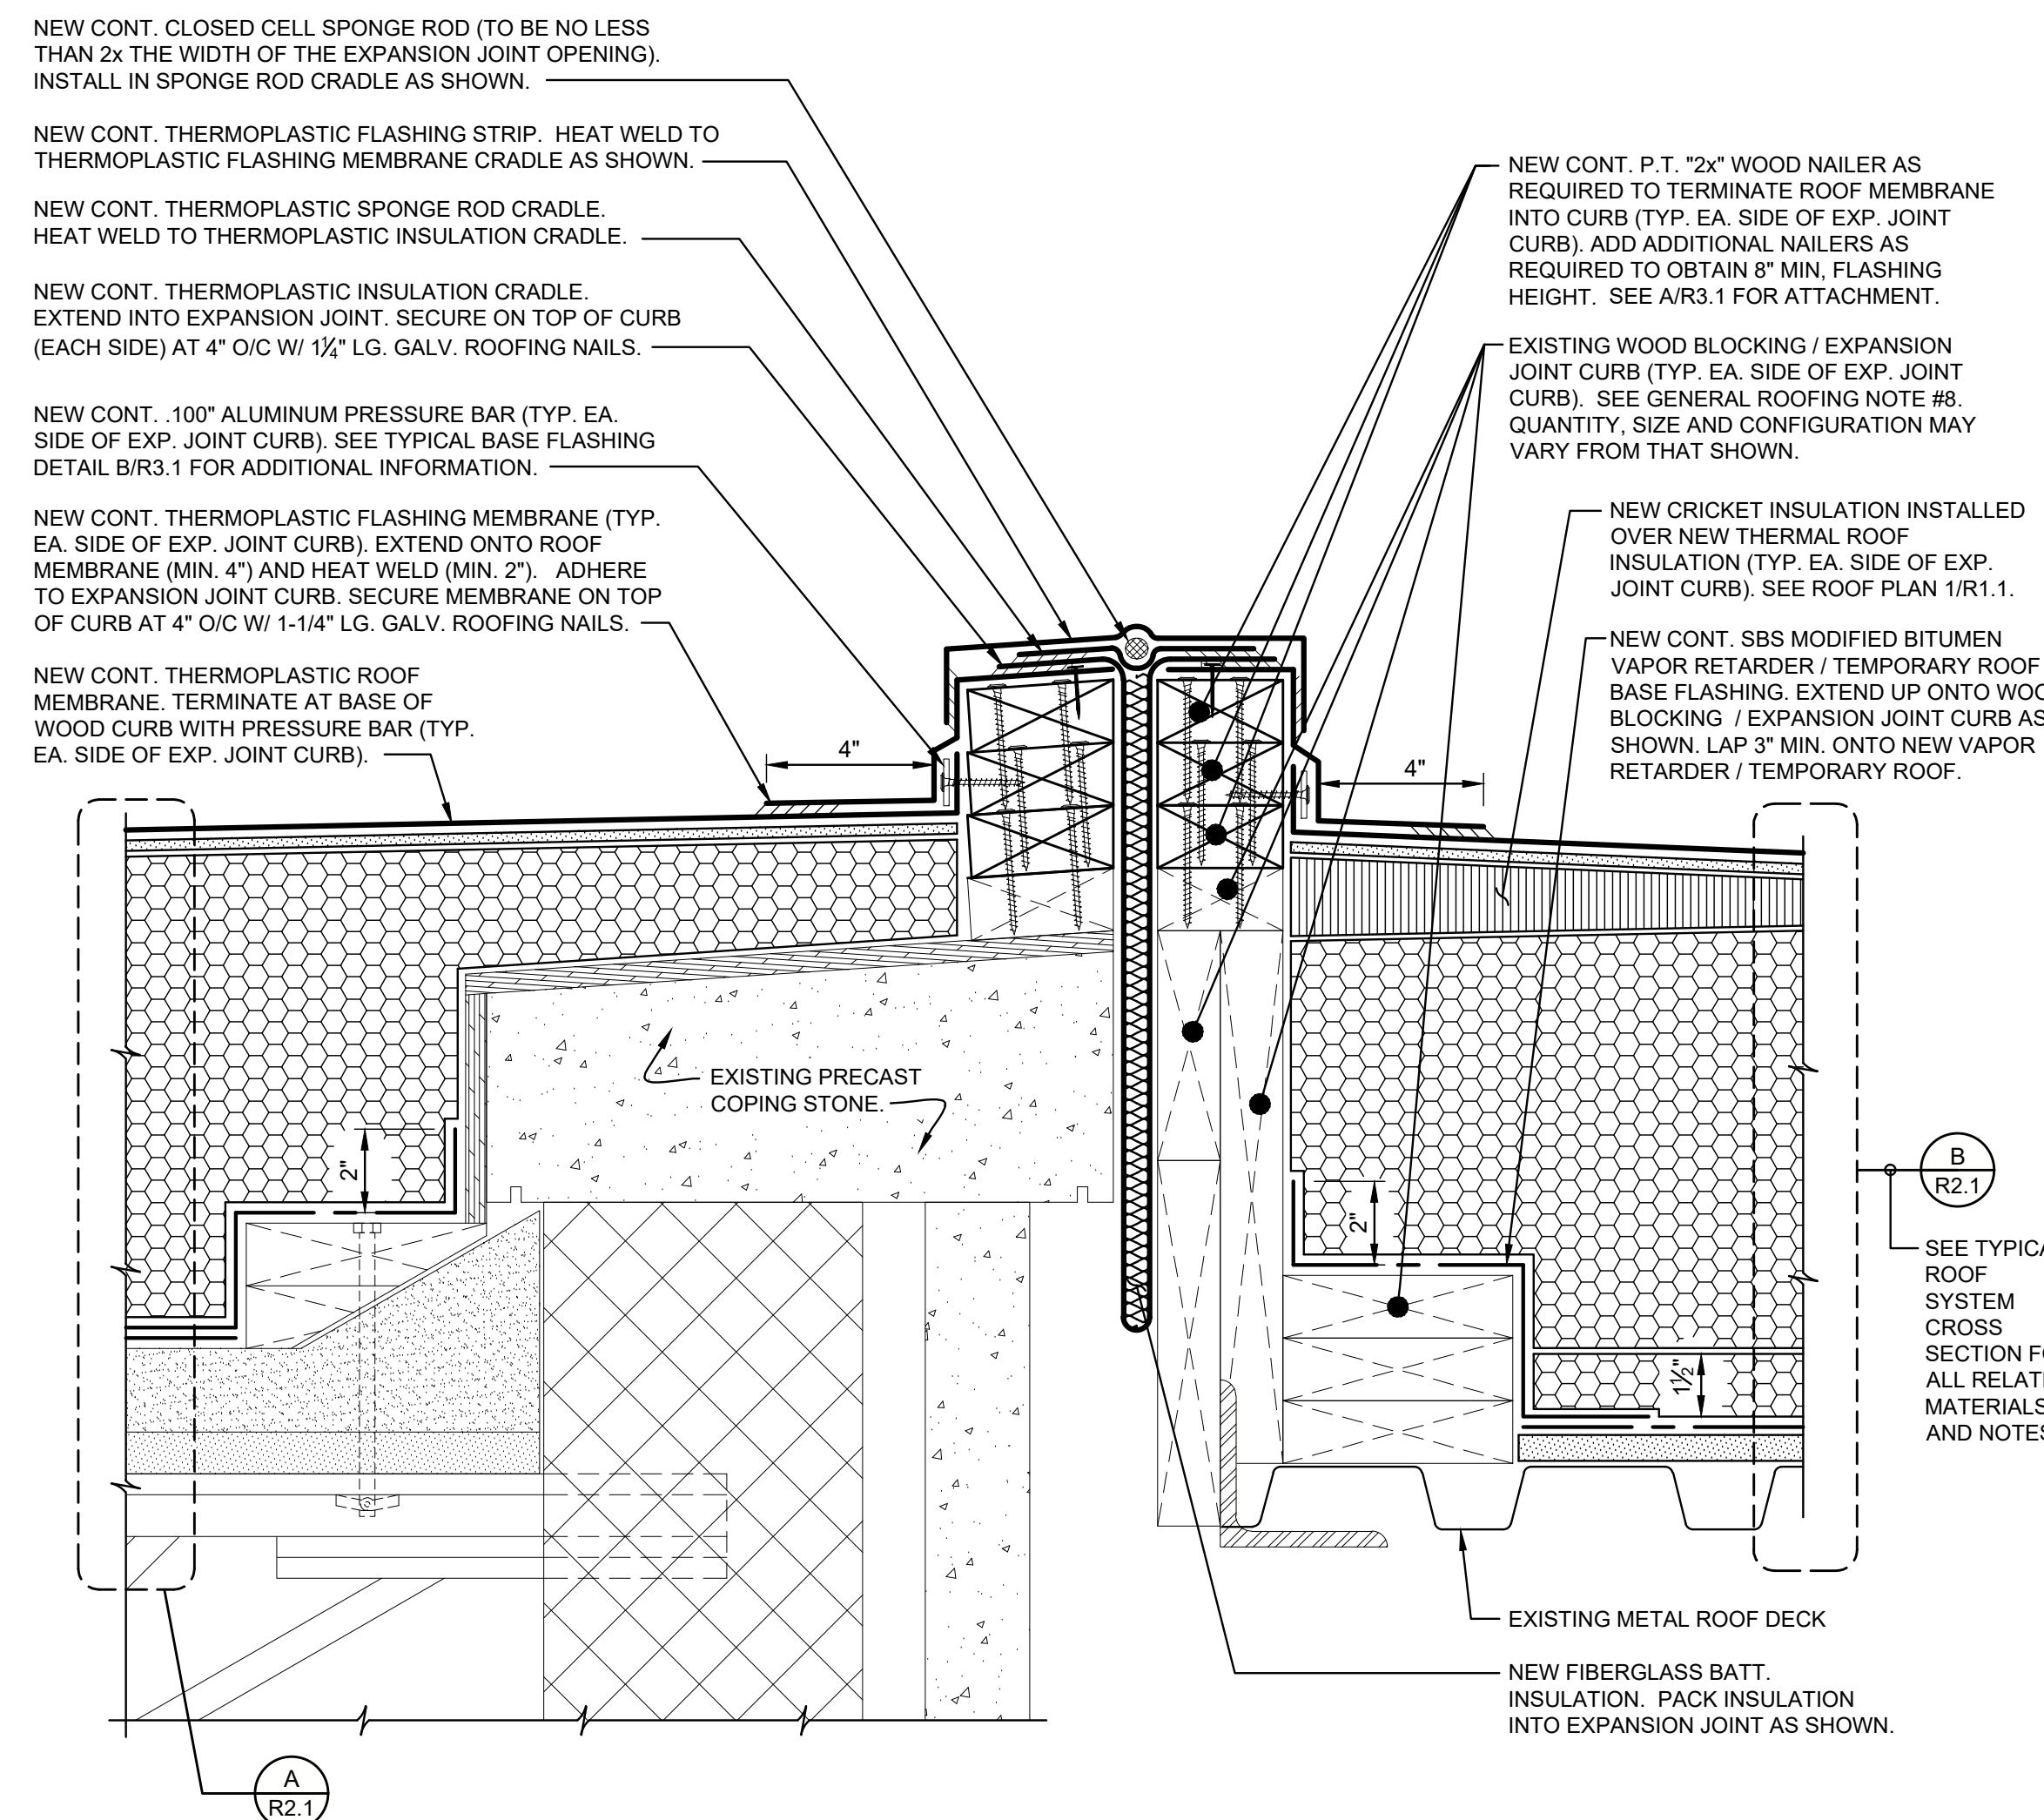 NEW CONT. CLOSED CELL SPONGE ROD (TO BE NO LESS
THAN 2x THE WIDTH OF THE EXPANSION JOINT OPENING).
INSTALL IN SPONGE ROD CRADLE AS SHOWN.
NEW CONT. THERMOPLASTIC FLASHING STRIP. HEAT WELD TO
THERMOPLASTIC FLASHING MEMBRANE CRADLE AS SHOWN.
NEW CONT. THERMOPLASTIC SPONGE ROD CRADLE.
HEAT WELD TO THERMOPLASTIC INSULATION CRADLE.
NEW CONT. THERMOPLASTIC INSULATION CRADLE.
EXTEND INTO EXPANSION JOINT. SECURE ON TOP OF CURB
(EACH SIDE) AT 4" O/C W/ 1¼" LG. GALV. ROOFING NAILS.
NEW CONT. .100" ALUMINUM PRESSURE BAR (TYP. EA.
SIDE OF EXP. JOINT CURB). SEE TYPICAL BASE FLASHING
DETAIL B/R3.1 FOR ADDITIONAL INFORMATION.
NEW CONT. THERMOPLASTIC FLASHING MEMBRANE (TYP.
EA. SIDE OF EXP. JOINT CURB). EXTEND ONTO ROOF
MEMBRANE (MIN. 4") AND HEAT WELD (MIN. 2"). ADHERE
TO EXPANSION JOINT CURB. SECURE MEMBRANE ON TOP
OF CURB AT 4" O/C W/ 1-1/4" LG. GALV. ROOFING NAILS.
NEW CONT. THERMOPLASTIC ROOF
MEMBRANE. TERMINATE AT BASE OF
WOOD CURB WITH PRESSURE BAR (TYP.
EA. SIDE OF EXP. JOINT CURB).
NEW CONT. P.T. "2x" WOOD NAILER AS
REQUIRED TO TERMINATE ROOF MEMBRANE
INTO CURB (TYP. EA. SIDE OF EXP. JOINT
CURB). ADD ADDITIONAL NAILERS AS
REQUIRED TO OBTAIN 8" MIN, FLASHING
HEIGHT. SEE A/R3.1 FOR ATTACHMENT.
EXISTING WOOD BLOCKING / EXPANSION
JOINT CURB (TYP. EA. SIDE OF EXP. JOINT
CURB). SEE GENERAL ROOFING NOTE #8.
QUANTITY, SIZE AND CONFIGURATION MAY
VARY FROM THAT SHOWN.
NEW CRICKET INSULATION INSTALLED
OVER NEW THERMAL ROOF
INSULATION (TYP. EA. SIDE OF EXP.
JOINT CURB). SEE ROOF PLAN 1/R1.1.
NEW CONT. SBS MODIFIED BITUMEN
VAPOR RETARDER / TEMPORARY ROOF
BASE FLASHING. EXTEND UP ONTO
BLOCKING / EXPANSION JOINT CURB AS
SHOWN. LAP 3" MIN. ONTO NEW VAPOR
RETARDER / TEMPORARY ROOF.
4"
4"
EXISTING PRECAST
COPING STONE.
2"
2"
1½"
B
R2.1
SEE
ROOF
SYSTEM
CROSS
SECTION
ALL
MATERIALS
AND
EXISTING METAL ROOF DECK
NEW FIBERGLASS BATT.
INSULATION. PACK INSULATION
INTO EXPANSION JOINT AS SHOWN.
A
R2.1